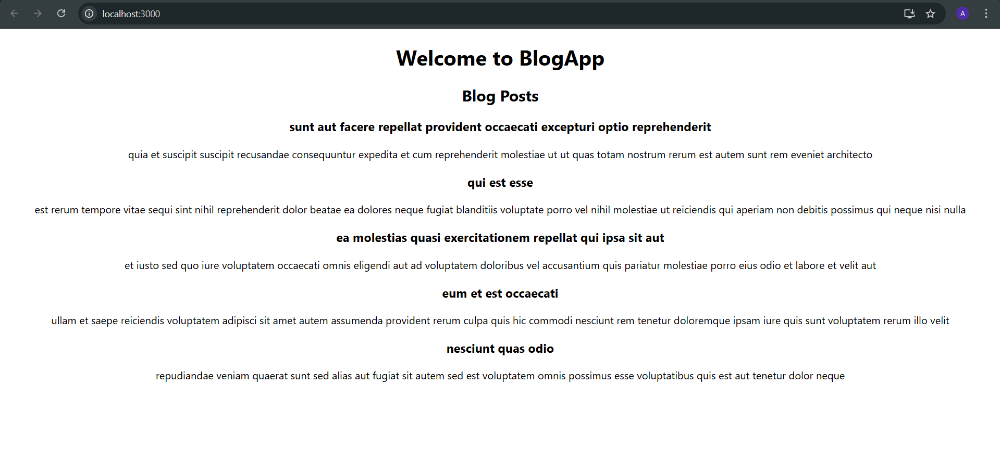 localhost:3000
A
Welcome to BlogApp
Blog Posts
sunt aut facere repellat provident occaecati excepturi optio reprehenderit
quia et suscipit suscipit recusandae consequuntur expedita et cum reprehenderit molestiae ut ut quas totam nostrum rerum est autem sunt rem eveniet architecto
qui est esse
est rerum tempore vitae sequi sint nihil reprehenderit dolor beatae ea dolores neque fugiat blanditiis voluptate porro vel nihil molestiae ut reiciendis qui aperiam non debitis possimus qui neque nisi nulla
ea molestias quasi exercitationem repellat qui ipsa sit aut
et iusto sed quo iure voluptatem occaecati omnis eligendi aut ad voluptatem doloribus vel accusantium quis pariatur molestiae porro eius odio et labore et velit aut
eum et est occaecati
ullam et saepe reiciendis voluptatem adipisci sit amet autem assumenda provident rerum culpa quis hic commodi nesciunt rem tenetur doloremque ipsam iure quis sunt voluptatem rerum illo velit
nesciunt quas odio
repudiandae veniam quaerat sunt sed alias aut fugiat sit autem sed est voluptatem omnis possimus esse voluptatibus quis est aut tenetur dolor neque